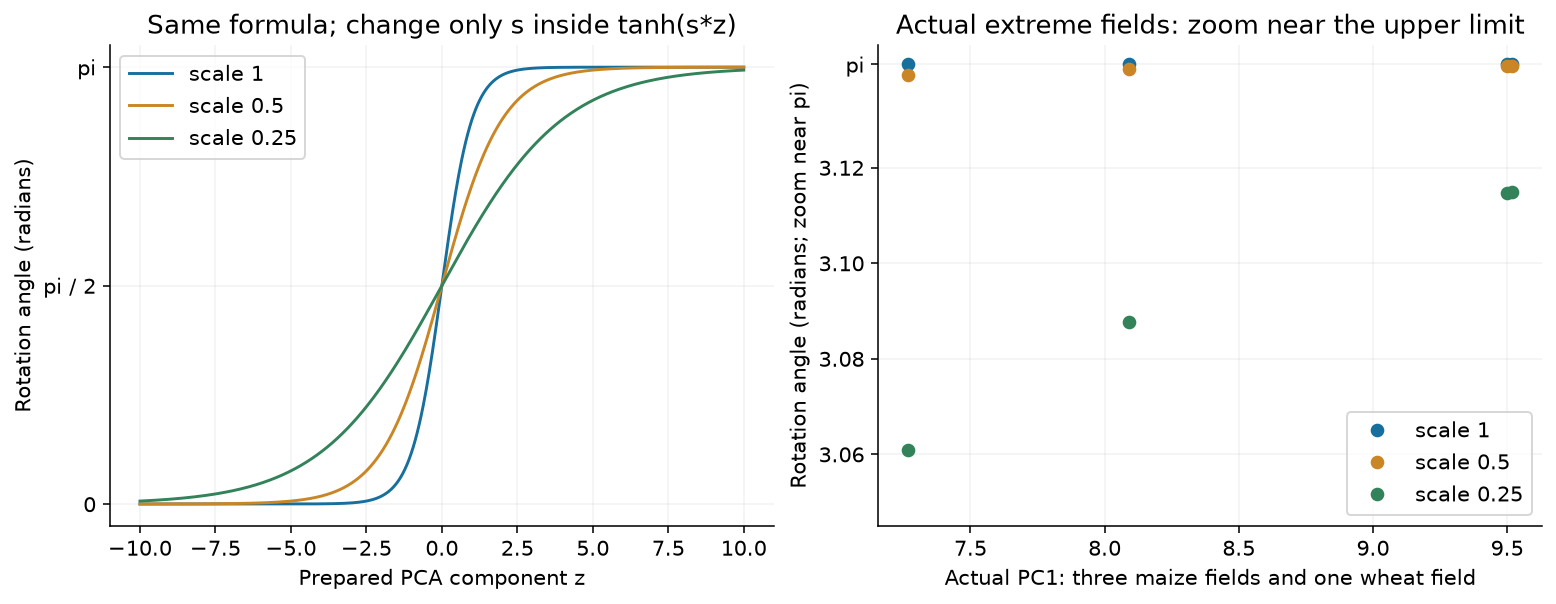 Same formula; change only s inside tanh(s*z)
scale 1
scale 0.5
scale 0.25
Rotation angle (radians)
pi
pi / 2
0
−10.0 −7.5 −5.0 −2.5 0.0 2.5 5.0 7.5 10.0
Prepared PCA component z
Actual extreme fields: zoom near the upper limit
Rotation angle (radians; zoom near pi)
pi
3.12
3.10
3.08
3.06
scale 1
scale 0.5
scale 0.25
7.5 8.0 8.5 9.0 9.5
Actual PC1: three maize fields and one wheat field